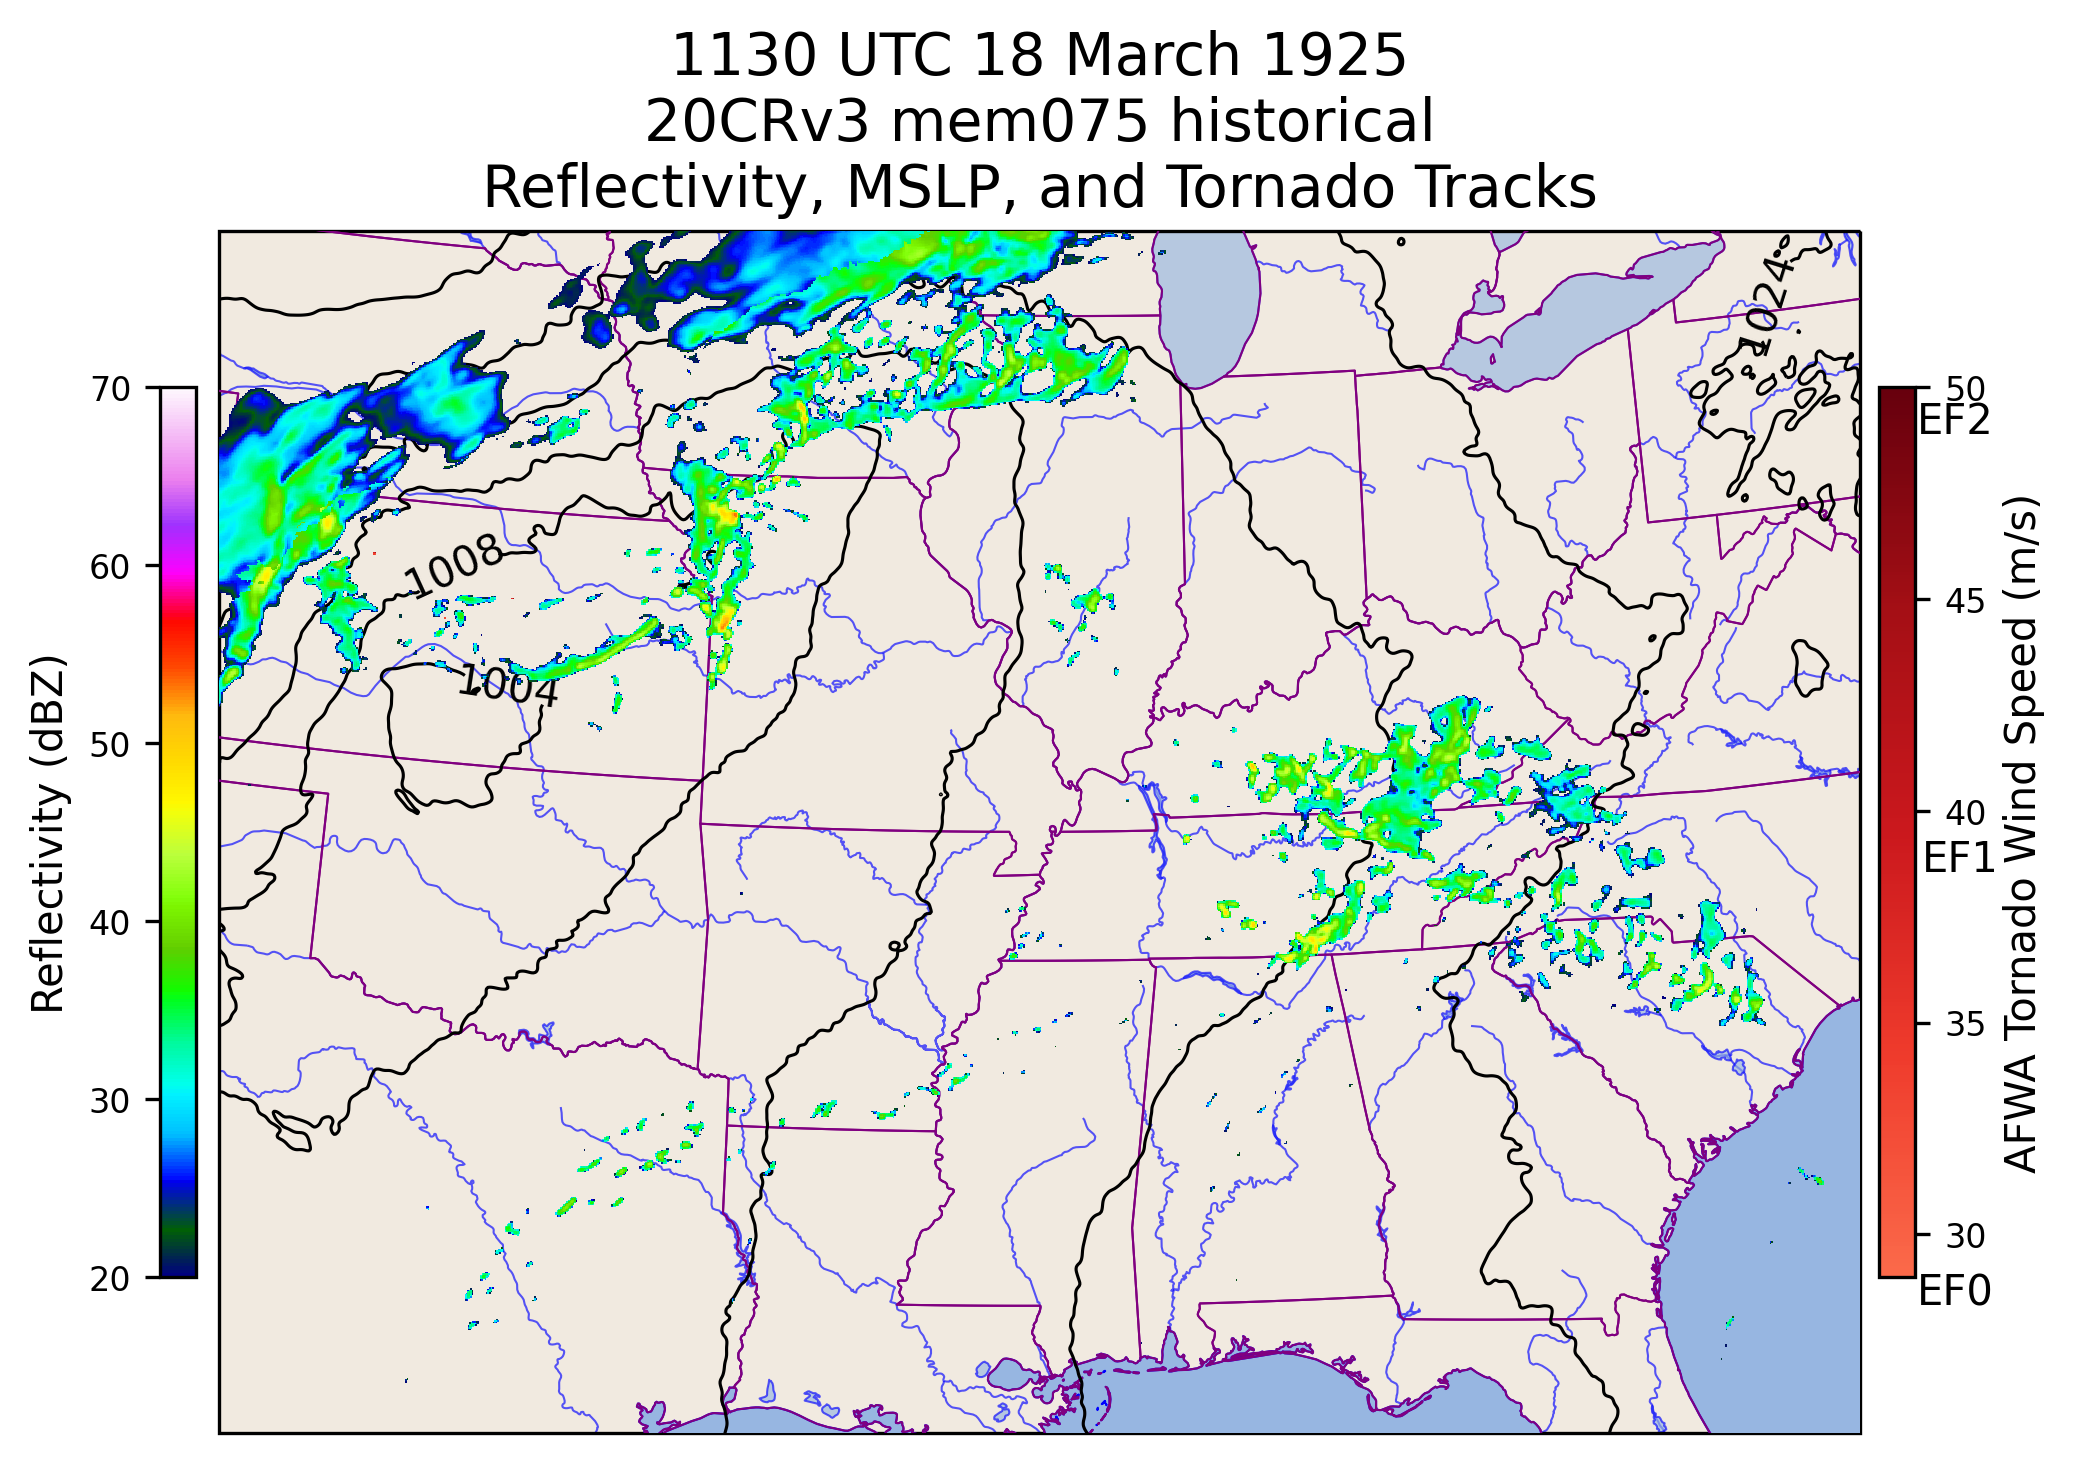 1130 UTC 18 March 1925
20CRv3 mem075 historical
Reflectivity, MSLP, and Tornado Tracks
1024
1008
1004
Reflectivity (dBZ)
70
60
50
40
30
20
50
EF2
45
40
EF1
35
30
EF0
AFWA Tornado Wind Speed (m/s)